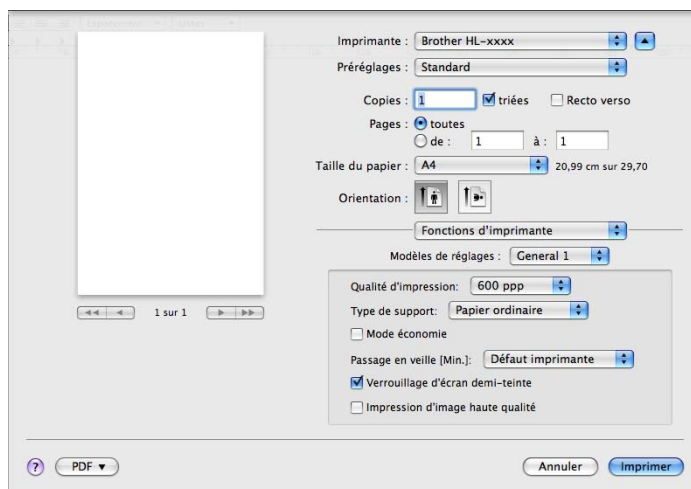 Imprimante : Brother HL-xxxx
Préréglages : Standard
Copies : 1 triées Recto verso
Pages : toutes
de : 1 à : 1
Taille du papier : A4 20,99 cm sur 29,70
Orientation :
Fonctions d'imprimante
Modèles de réglages : General 1
Qualité d'impression: 600 ppp
Type de support: Papier ordinaire
Mode économie
Passage en veille [Min.]: Défaut imprimante
Verrouillage d'écran demi-teinte
Impression d'image haute qualité
1 sur 1
? PDF ▼ Annuler Imprimer